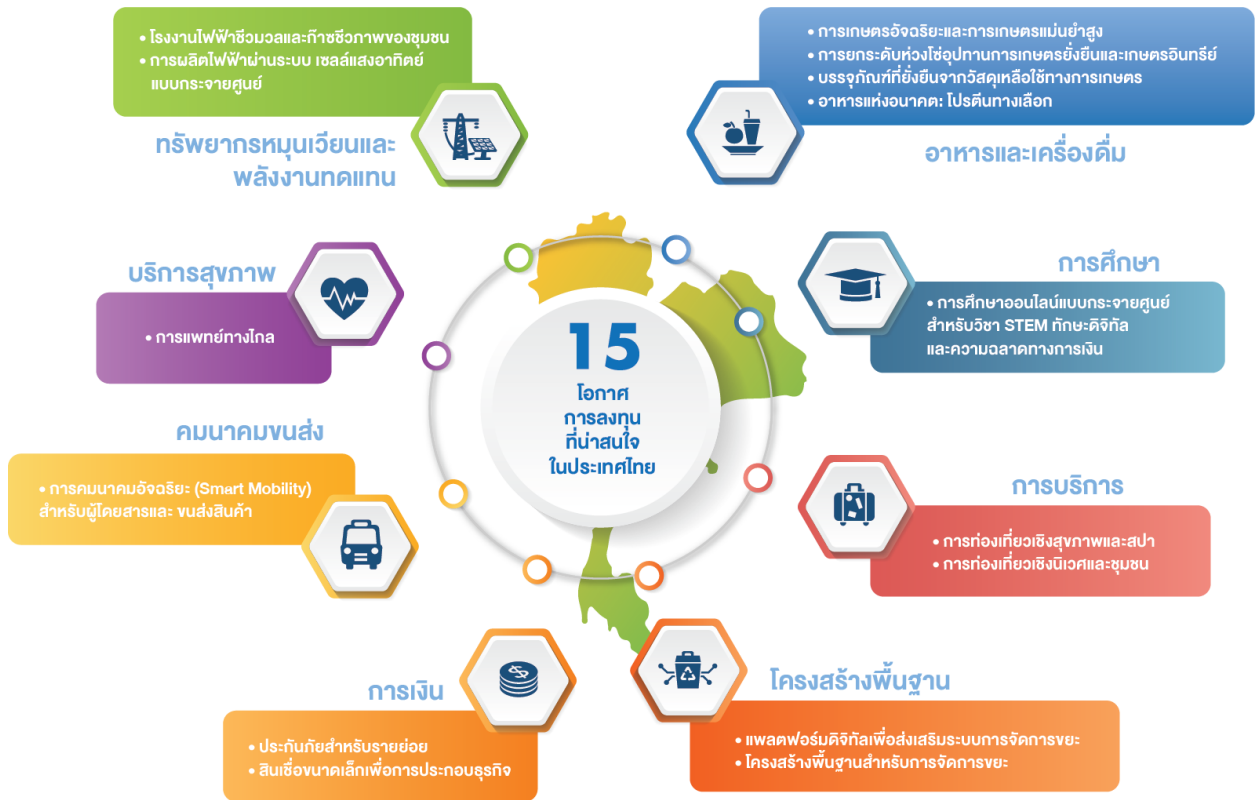 • โรงงานไฟฟ้าชีวมวลและก๊าซชีวภาพของชุมชน
• การผลิตไฟฟ้าผ่านระบบ เซลล์แสงอาทิตย์
แบบกระจายศูนย์
ทรัพยากรหมุนเวียนและ
พลังงานทดแทน
• การเกษตรอัจฉริยะและการเกษตรแม่นยำสูง
• การยกระดับห่วงโซ่อุปทานการเกษตรยั่งยืนและเกษตรอินทรีย์
• บรรจุภัณฑ์ที่ยั่งยืนจากวัสดุเหลือใช้ทางการเกษตร
• อาหารแห่งอนาคต: โปรตีนทางเลือก
อาหารและเครื่องดื่ม
บริการสุขภาพ
• การแพทย์ทางไกล
การศึกษา
• การศึกษาออนไลน์แบบกระจายศูนย์
สำหรับวิชา STEM ทักษะดิจิทัล
และความฉลาดทางการเงิน
15
โอกาส
การลงทุน
ที่น่าสนใจ
ในประเทศไทย
คมนาคมขนส่ง
• การคมนาคมอัจฉริยะ (Smart Mobility)
สำหรับผู้โดยสารและ ขนส่งสินค้า
การบริการ
• การท่องเที่ยวเชิงสุขภาพและสปา
• การท่องเที่ยวเชิงนิเวศและชุมชน
การเงิน
• ประกันภัยสำหรับรายย่อย
• สินเชื่อขนาดเล็กเพื่อการประกอบธุรกิจ
โครงสร้างพื้นฐาน
• แพลตฟอร์มดิจิทัลเพื่อส่งเสริมระบบการจัดการขยะ
• โครงสร้างพื้นฐานสำหรับการจัดการขยะ